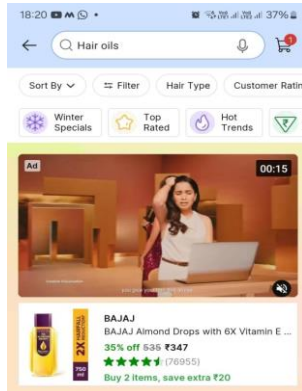 18:20
37%
Hair oils
1
Sort By
Filter
Hair Type
Customer Ratin
Winter Specials
Top Rated
Hot Trends
₹
Ad
00:15
BAJAJ
BAJAJ Almond Drops with 6X Vitamin E ...
35% off 535 ₹347
(76955)
Buy 2 items, save extra ₹20
2X HAIRFALL
750 ml